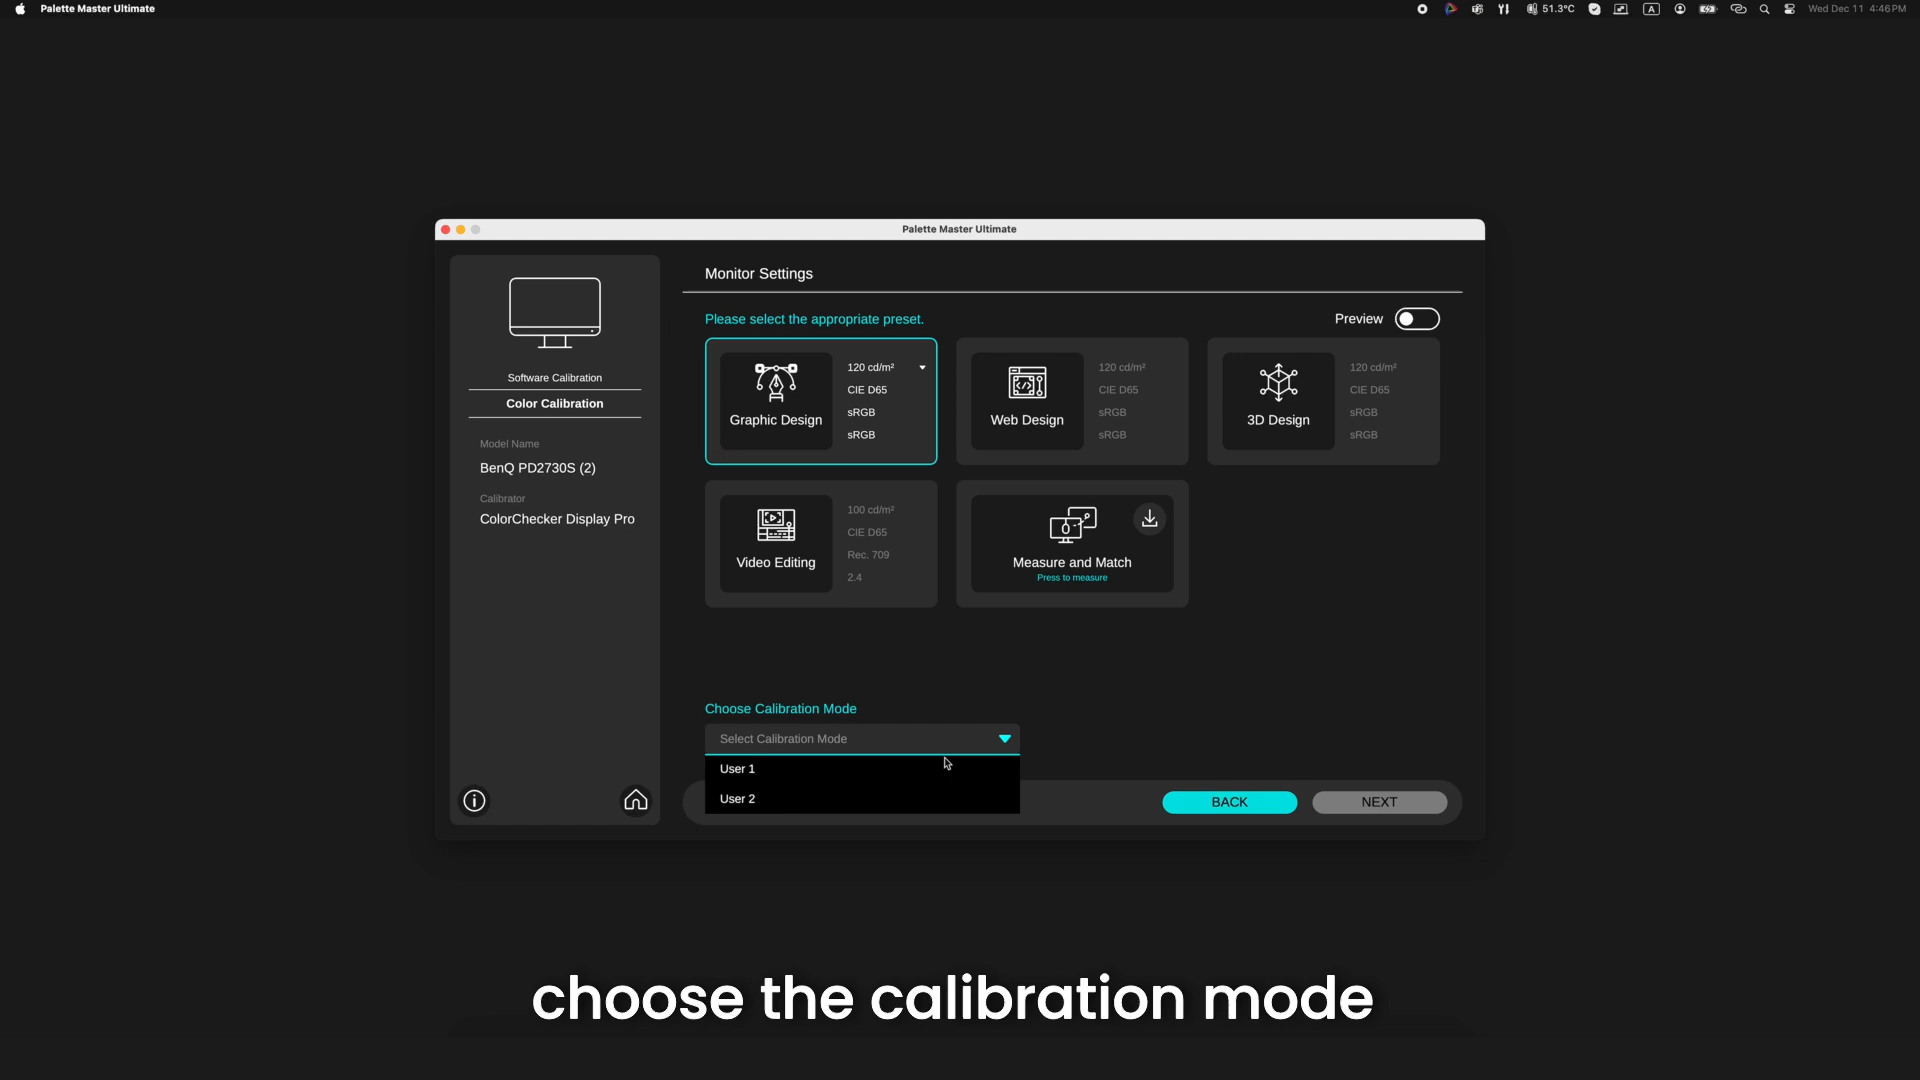 Palette Master Ultimate
51.3°C
A
Wed Dec 11 4:46 PM
Palette Master Ultimate
Software Calibration
Color Calibration
Model Name
BenQ PD2730S (2)
Calibrator
ColorChecker Display Pro
Monitor Settings
Please select the appropriate preset.
Preview
Graphic Design
120 cd/m²
CIE D65
sRGB
sRGB
Web Design
120 cd/m²
CIE D65
sRGB
sRGB
3D Design
120 cd/m²
CIE D65
sRGB
sRGB
Video Editing
100 cd/m²
CIE D65
Rec. 709
2.4
Measure and Match
Press to measure
Choose Calibration Mode
Select Calibration Mode
User 1
User 2
BACK
NEXT
choose the calibration mode